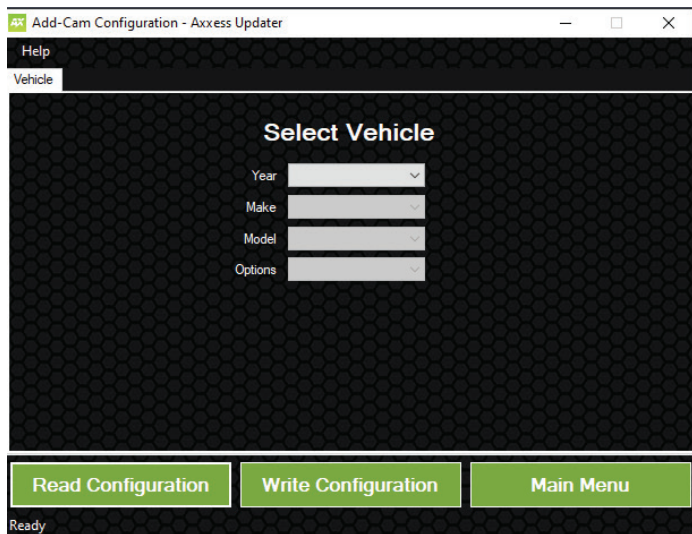 AX Add-Cam Configuration - Axxess Updater
Help
Vehicle
Select Vehicle
Year
Make
Model
Options
Read Configuration Write Configuration Main Menu
Ready